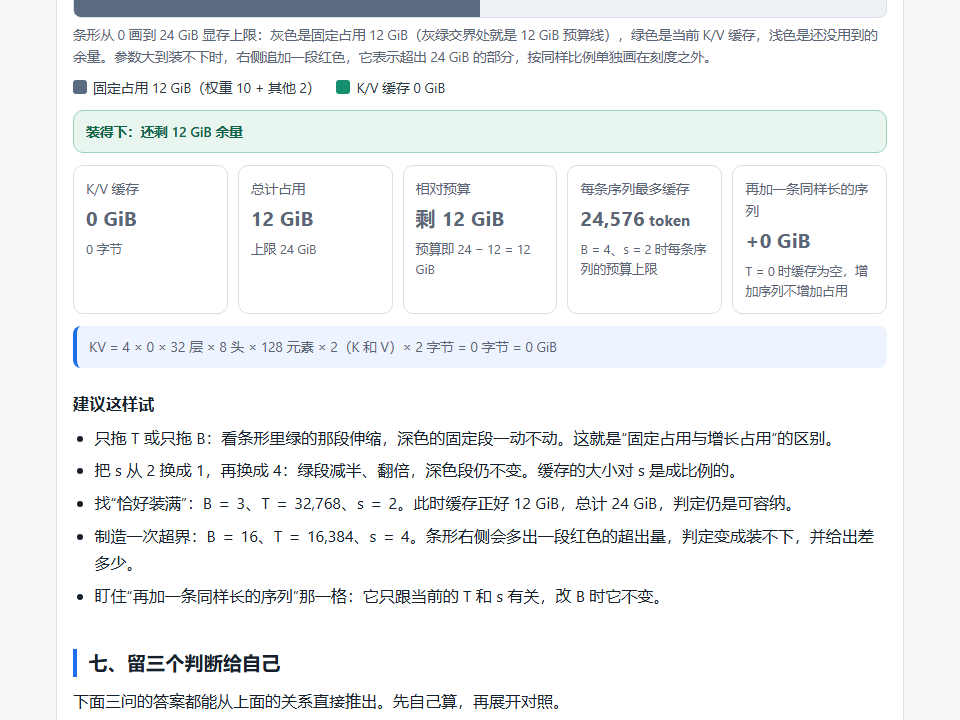 条形从 0 画到 24 GiB 显存上限：灰色是固定占用 12 GiB（灰绿交界处就是 12 GiB 预算线），绿色是当前 K/V 缓存，浅色是还没用到的
余量。参数大到装不下时，右侧追加一段红色，它表示超出 24 GiB 的部分，按同样比例单独画在刻度之外。
固定占用 12 GiB（权重 10 + 其他 2） K/V 缓存 0 GiB
装得下：还剩 12 GiB 余量
K/V 缓存
0 GiB
0 字节
总计占用
12 GiB
上限 24 GiB
相对预算
剩 12 GiB
预算即 24 − 12 = 12
GiB
每条序列最多缓存
24,576 token
B = 4、s = 2 时每条序
列的预算上限
再加一条同样长的序
列
+0 GiB
T = 0 时缓存为空，增
加序列不增加占用
KV = 4 × 0 × 32 层 × 8 头 × 128 元素 × 2（K 和 V）× 2 字节 = 0 字节 = 0 GiB
建议这样试
• 只拖 T 或只拖 B：看条形里绿的那段伸缩，深色的固定段一动不动。这就是“固定占用与增长占用”的区别。
• 把 s 从 2 换成 1，再换成 4：绿段减半、翻倍，深色段仍不变。缓存的大小对 s 是成比例的。
• 找“恰好装满”：B = 3、T = 32,768、s = 2。此时缓存正好 12 GiB，总计 24 GiB，判定仍是可容纳。
• 制造一次超界：B = 16、T = 16,384、s = 4。条形右侧会多出一段红色的超出量，判定变成装不下，并给出差
多少。
• 盯住“再加一条同样长的序列”那一格：它只跟当前的 T 和 s 有关，改 B 时它不变。
七、留三个判断给自己
下面三问的答案都能从上面的关系直接推出。先自己算，再展开对照。